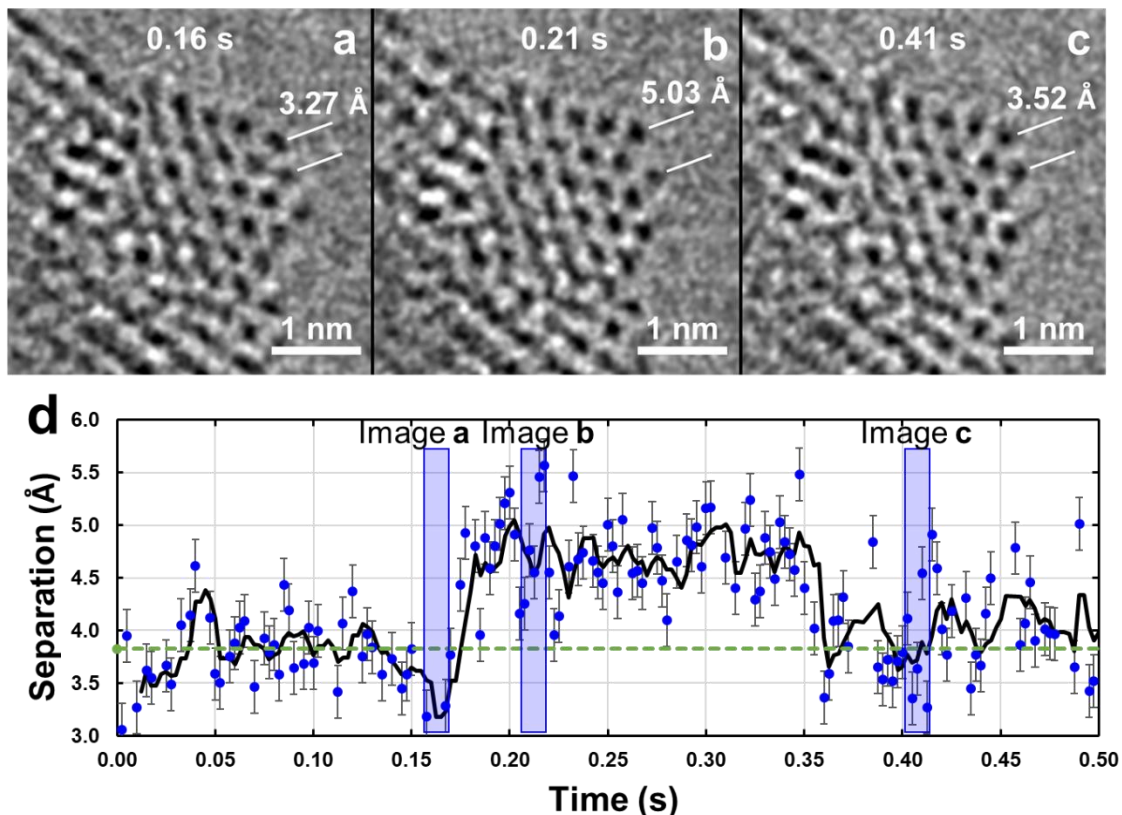 0.16 s a
3.27 Å
1 nm
0.21 s b
5.03 Å
1 nm
0.41 s c
3.52 Å
1 nm
d
Image a Image b Image c
Separation (Å)
6.0
5.5
5.0
4.5
4.0
3.5
3.0
0.00 0.05 0.10 0.15 0.20 0.25 0.30 0.35 0.40 0.45 0.50
Time (s)